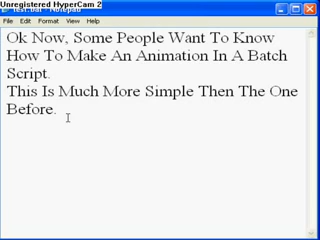 Unregistered HyperCam 2
File Edit Format View Help
Ok Now, Some People Want To Know
How To Make An Animation In A Batch
Script.
This Is Much More Simple Then The One
Before.